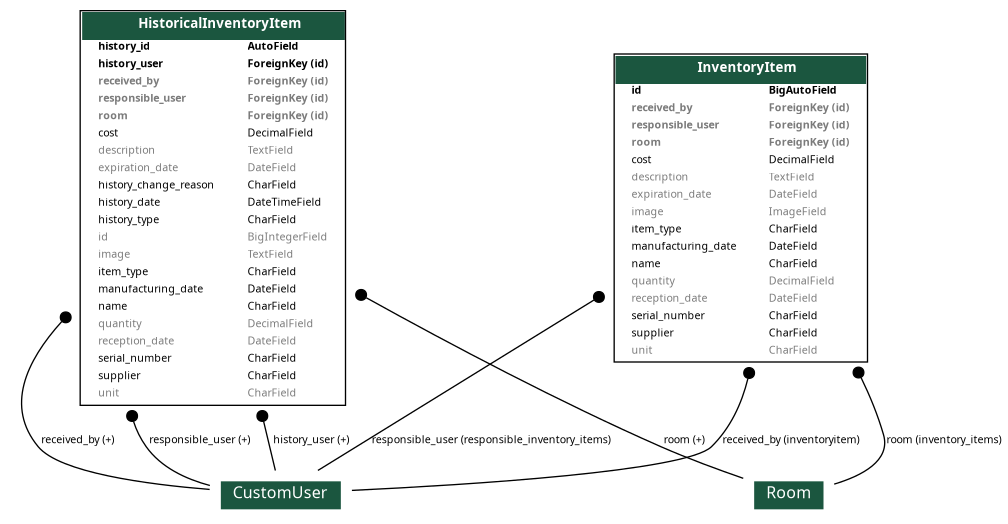 HistoricalInventoryItem
history_id AutoField
history_user ForeignKey (id)
received_by ForeignKey (id)
responsible_user ForeignKey (id)
room ForeignKey (id)
cost DecimalField
description TextField
expiration_date DateField
history_change_reason CharField
history_date DateTimeField
history_type CharField
id BigIntegerField
image TextField
item_type CharField
manufacturing_date DateField
name CharField
quantity DecimalField
reception_date DateField
serial_number CharField
supplier CharField
unit CharField
InventoryItem
id BigAutoField
received_by ForeignKey (id)
responsible_user ForeignKey (id)
room ForeignKey (id)
cost DecimalField
description TextField
expiration_date DateField
image ImageField
item_type CharField
manufacturing_date DateField
name CharField
quantity DecimalField
reception_date DateField
serial_number CharField
supplier CharField
unit CharField
received_by (+)
responsible_user (+)
history_user (+)
responsible_user (responsible_inventory_items)
room (+)
received_by (inventoryitem)
room (inventory_items)
CustomUser
Room